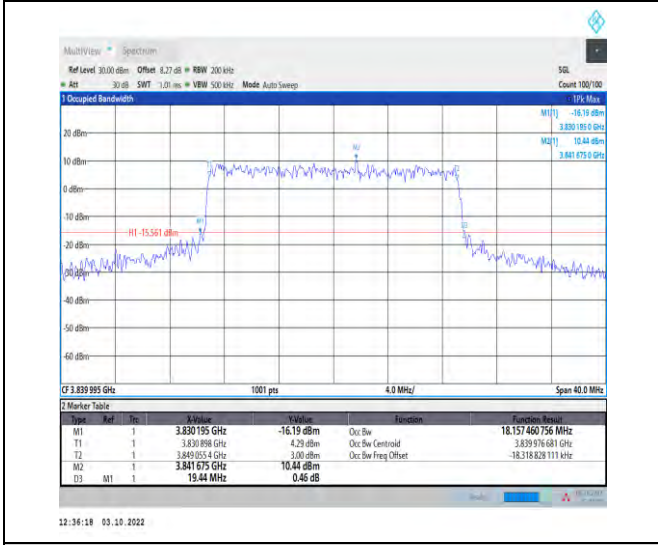 MultiView Spectrum
Ref Level 30.00 dBm Offset 8.27 dB RBW 200 kHz SGL
Att 30 dB SWT 1.01 ms VBW 500 kHz Mode Auto Sweep Count 100/100
1 Occupied Bandwidth 1Pk Max
M1[1] -16.19 dBm
3.830 195 0 GHz
M2[1] 10.44 dBm
3.841 675 0 GHz
20 dBm
M2
10 dBm
0 dBm
-10 dBm
M1
H1 -15.561 dBm
-20 dBm
-30 dBm
-40 dBm
-50 dBm
-60 dBm
CF 3.839 995 GHz 1001 pts 4.0 MHz/ Span 40.0 MHz
2 Marker Table
Type Ref Trc X-Value Y-Value Function Function Result
M1 1 3.830 195 GHz -16.19 dBm Occ Bw 18.157 460 756 MHz
T1 1 3.830 898 GHz 4.29 dBm Occ Bw Centroid 3.839 976 681 GHz
T2 1 3.849 055 4 GHz 3.00 dBm Occ Bw Freq Offset -18.318 828 111 kHz
M2 1 3.841 675 GHz 10.44 dBm
D3 M1 1 19.44 MHz 0.46 dB
12:36:18 03.10.2022